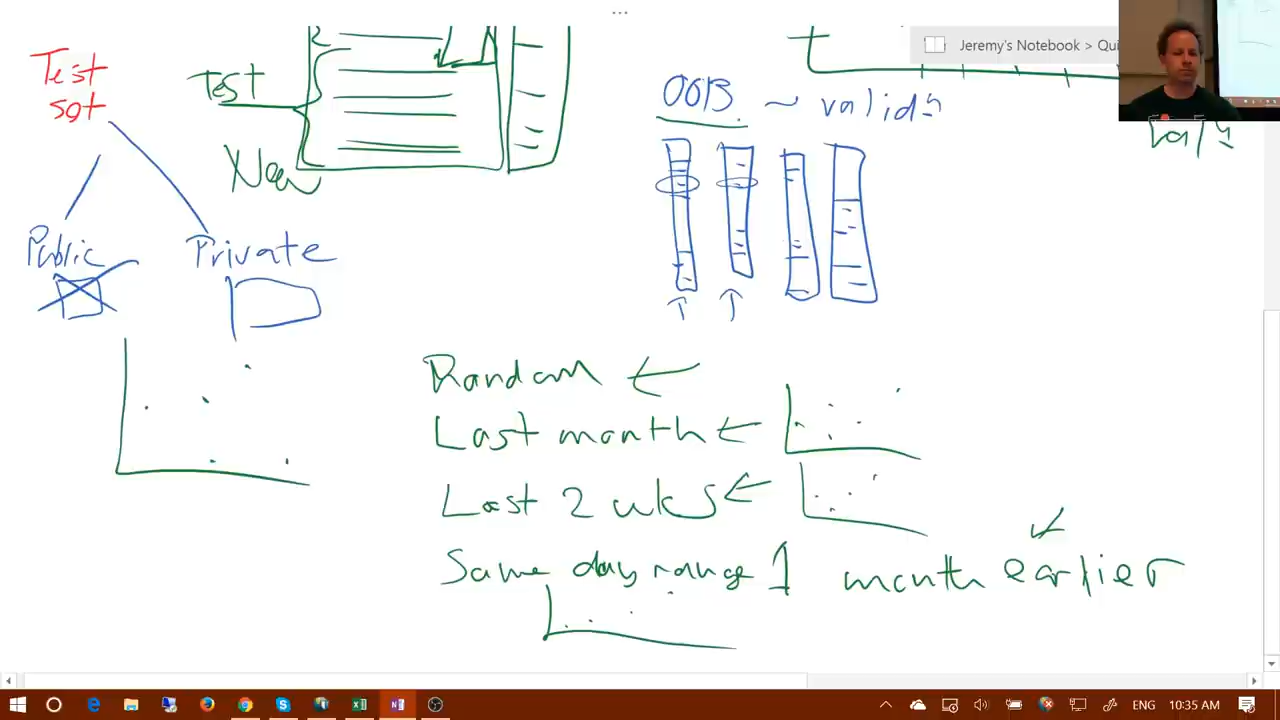 Jeremy's Notebook > Qui
Test
set
Test
New
OOB ~ valid
Public
Private
Random
Last month
Last 2 wks
Same day range 1 month earlier
ENG
10:35 AM